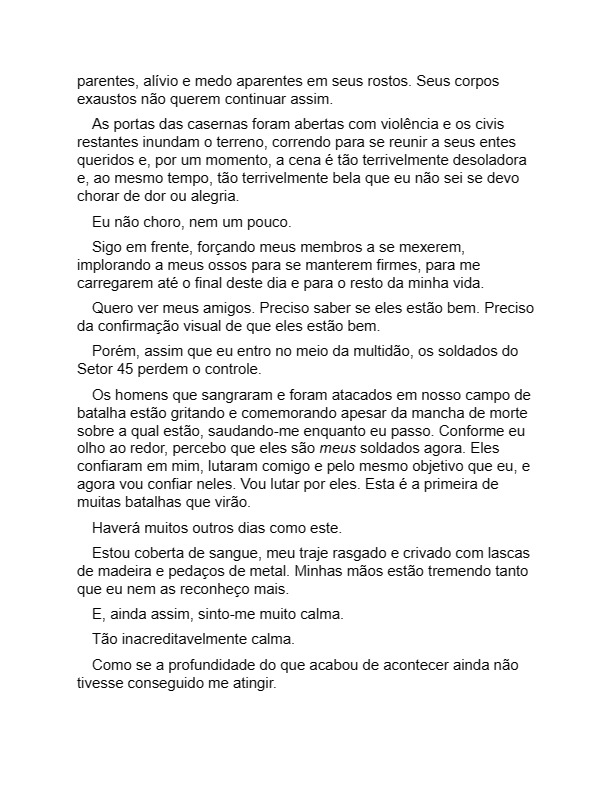 parentes, alívio e medo aparentes em seus rostos. Seus corpos
exaustos não querem continuar assim.
As portas das casernas foram abertas com violência e os civis
restantes inundam o terreno, correndo para se reunir a seus entes
queridos e, por um momento, a cena é tão terrivelmente desoladora
e, ao mesmo tempo, tão terrivelmente bela que eu não sei se devo
chorar de dor ou alegria.
Eu não choro, nem um pouco.
Sigo em frente, forçando meus membros a se mexerem,
implorando a meus ossos para se manterem firmes, para me
carregarem até o final deste dia e para o resto da minha vida.
Quero ver meus amigos. Preciso saber se eles estão bem. Preciso
da confirmação visual de que eles estão bem.
Porém, assim que eu entro no meio da multidão, os soldados do
Setor 45 perdem o controle.
Os homens que sangraram e foram atacados em nosso campo de
batalha estão gritando e comemorando apesar da mancha de morte
sobre a qual estão, saudando-me enquanto eu passo. Conforme eu
olho ao redor, percebo que eles são meus soldados agora. Eles
confiaram em mim, lutaram comigo e pelo mesmo objetivo que eu, e
agora vou confiar neles. Vou lutar por eles. Esta é a primeira de
muitas batalhas que virão.
Haverá muitos outros dias como este.
Estou coberta de sangue, meu traje rasgado e crivado com lascas
de madeira e pedaços de metal. Minhas mãos estão tremendo tanto
que eu nem as reconheço mais.
E, ainda assim, sinto-me muito calma.
Tão inacreditavelmente calma.
Como se a profundidade do que acabou de acontecer ainda não
tivesse conseguido me atingir.